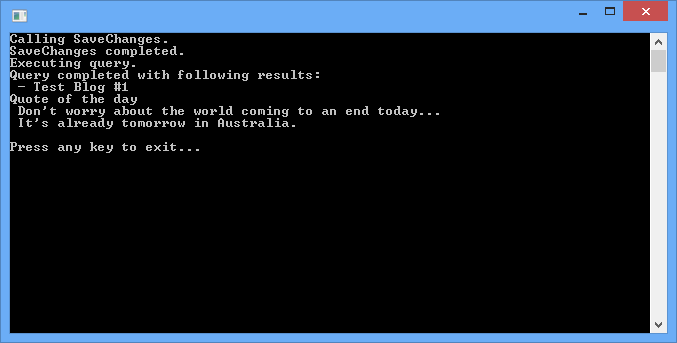 Calling SaveChanges.
SaveChanges completed.
Executing query.
Query completed with following results:
 - Test Blog #1
Quote of the day
 Don't worry about the world coming to an end today...
 It's already tomorrow in Australia.

Press any key to exit...